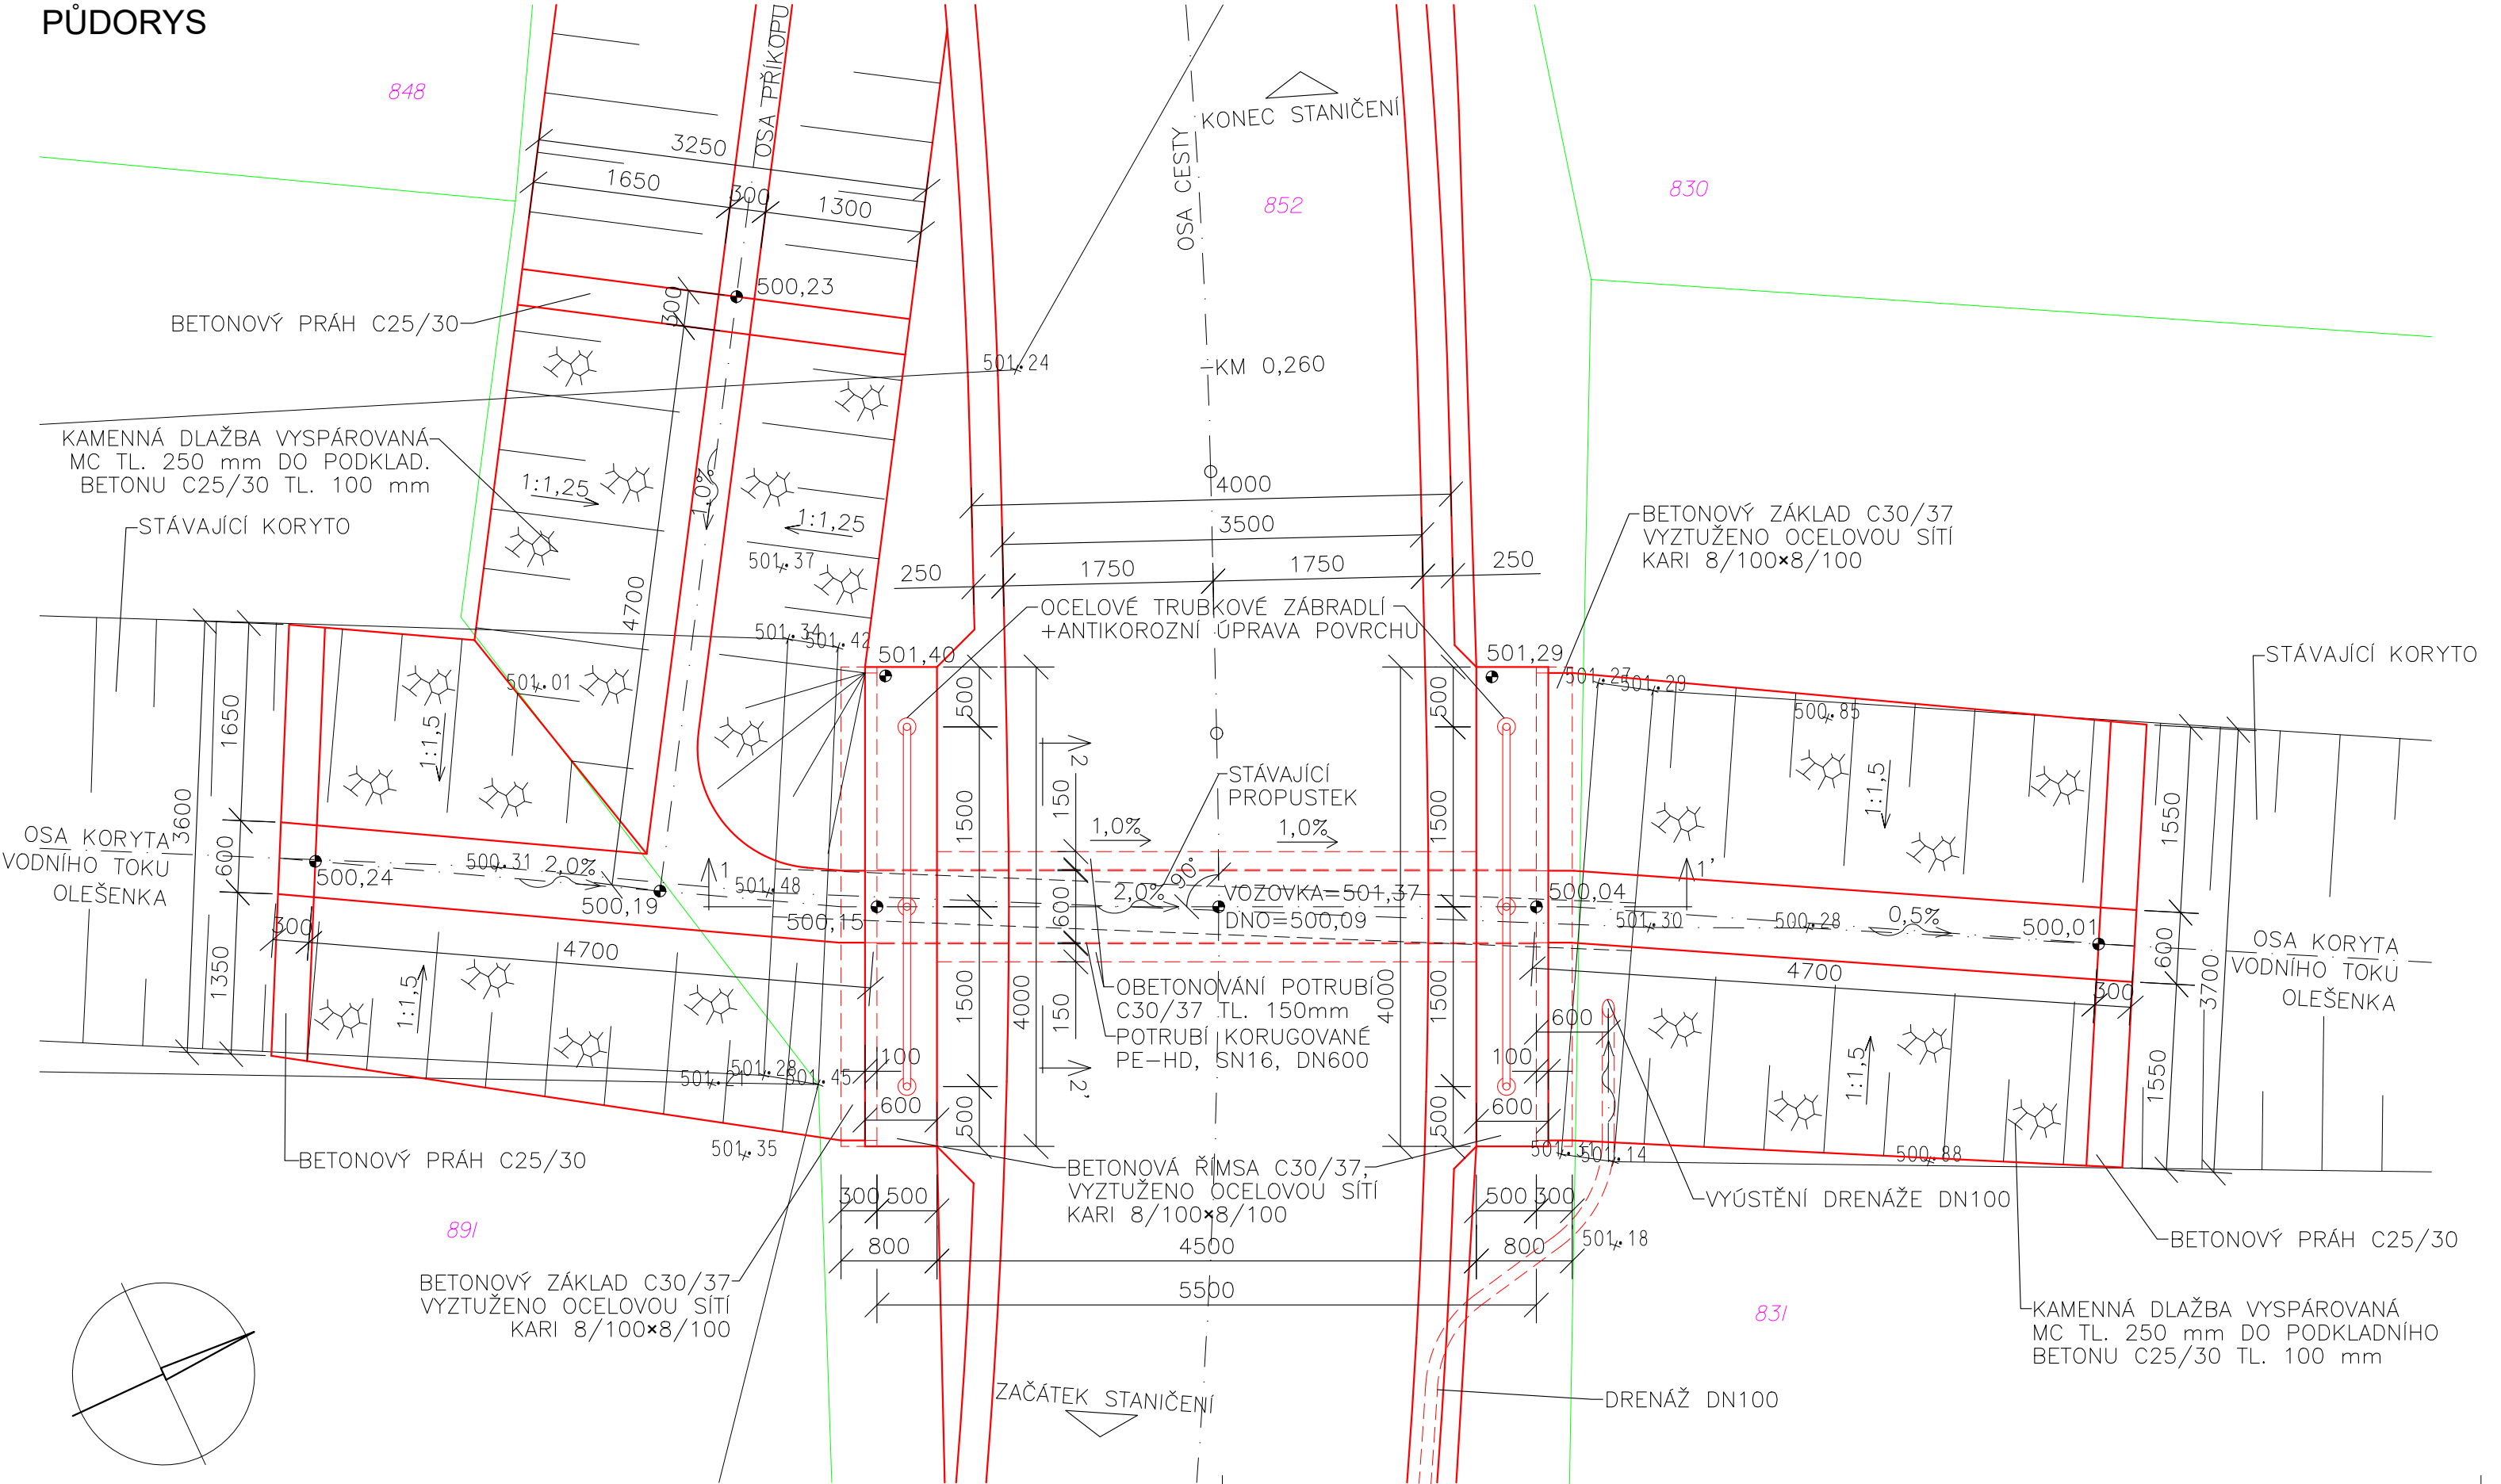 PŮDORYS
848
OSA PŘÍKOPU
KONEC STANIČENÍ
OSA CESTY
852
830
3250
1650
300
1300
500,23
300
BETONOVÝ PRÁH C25/30
501,24
KM 0,260
KAMENNÁ DLAŽBA VYSPÁROVANÁ
MC TL. 250 mm DO PODKLAD.
BETONU C25/30 TL. 100 mm
1:1,25
1,0%
1:1,25
4000
3500
250
1750
1750
250
BETONOVÝ ZÁKLAD C30/37
VYZTUŽENO OCELOVOU SÍTÍ
KARI 8/100×8/100
STÁVAJÍCÍ KORYTO
501,37
4700
OCELOVÉ TRUBKOVÉ ZÁBRADLÍ
+ANTIKOROZNÍ ÚPRAVA POVRCHU
501,34
501,42
501,40
501,29
STÁVAJÍCÍ KORYTO
501,27
501,29
501,01
500,85
1650
1:1,5
500
500
1:1,5
1550
2
150
STÁVAJÍCÍ
PROPUSTEK
3600
1500
1500
1,0%
1,0%
OSA KORYTA
VODNÍHO TOKU
OLEŠENKA
600
500,31
2,0%
500,24
500,19
1
501,48
500,15
600
2,0%
90°
VOZOVKA=501,37
DNO=500,09
500,04
1'
501,30
500,28
0,5%
500,01
600
OSA KORYTA
VODNÍHO TOKU
OLEŠENKA
3700
300
4700
1350
1:1,5
1500
4000
150
OBETONOVÁNÍ POTRUBÍ
C30/37 TL. 150mm
POTRUBÍ KORUGOVANÉ
PE-HD, SN16, DN600
4000
1500
600
4700
300
1550
1:1,5
501,21
501,28
501,45
100
600
500
2'
100
600
500
501,35
BETONOVÝ PRÁH C25/30
501,31
501,14
500,88
BETONOVÁ ŘÍMSA C30/37,
VYZTUŽENO OCELOVOU SÍTÍ
KARI 8/100×8/100
300
500
500
300
VYÚSTĚNÍ DRENÁŽE DN100
891
800
4500
800
501,18
BETONOVÝ PRÁH C25/30
5500
BETONOVÝ ZÁKLAD C30/37
VYZTUŽENO OCELOVOU SÍTÍ
KARI 8/100×8/100
831
KAMENNÁ DLAŽBA VYSPÁROVANÁ
MC TL. 250 mm DO PODKLADNÍHO
BETONU C25/30 TL. 100 mm
ZAČÁTEK STANIČENÍ
DRENÁŽ DN100